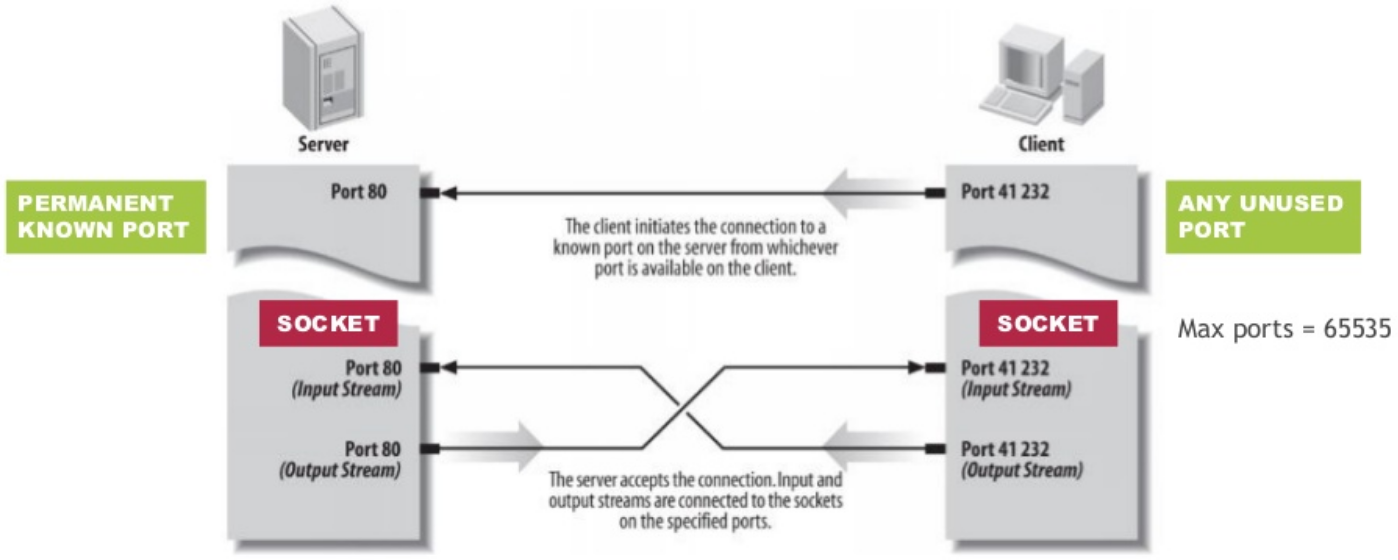 Server
Client
PERMANENT
KNOWN PORT
Port 80
Port 41 232
ANY UNUSED
PORT
The client initiates the connection to a
known port on the server from whichever
port is available on the client.
SOCKET
SOCKET
Max ports = 65535
Port 80
(Input Stream)
Port 41 232
(Input Stream)
Port 80
(Output Stream)
Port 41 232
(Output Stream)
The server accepts the connection. Input and
output streams are connected to the sockets
on the specified ports.